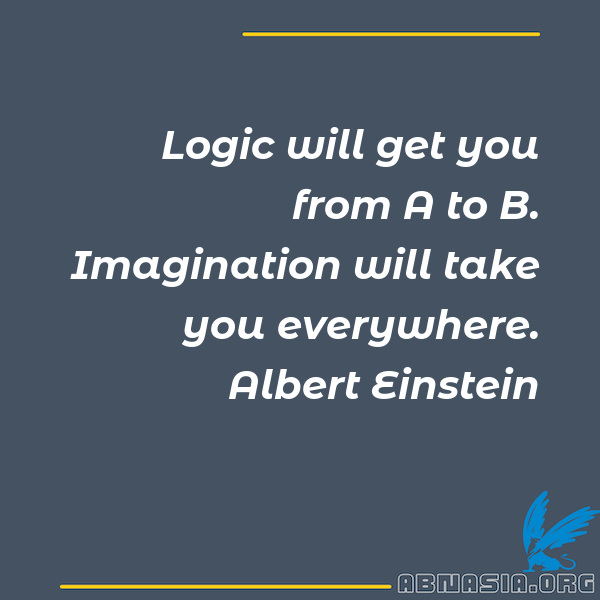 Logic will get you
from A to B.
Imagination will take
you everywhere.
Albert Einstein
ABNASIA.ORG